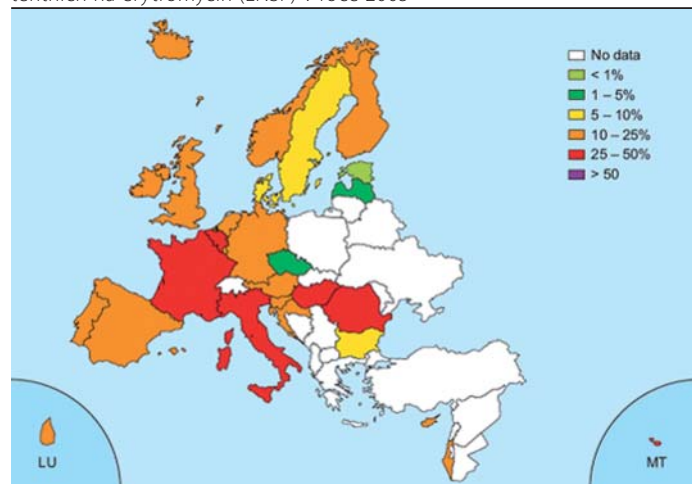 No data
< 1%
1 – 5%
5 – 10%
10 – 25%
25 – 50%
> 50
LU
MT